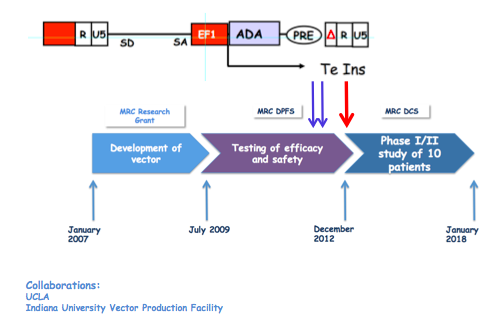 R U5 SD SA EF1 ADA PRE Δ R U5
Te Ins
MRC Research
Grant
MRC DPFS
MRC DCS
Development of
vector
Testing of efficacy
and safety
Phase I/II
study of 10
patients
January
2007
July 2009
December
2012
January
2018
Collaborations:
UCLA
Indiana University Vector Production Facility